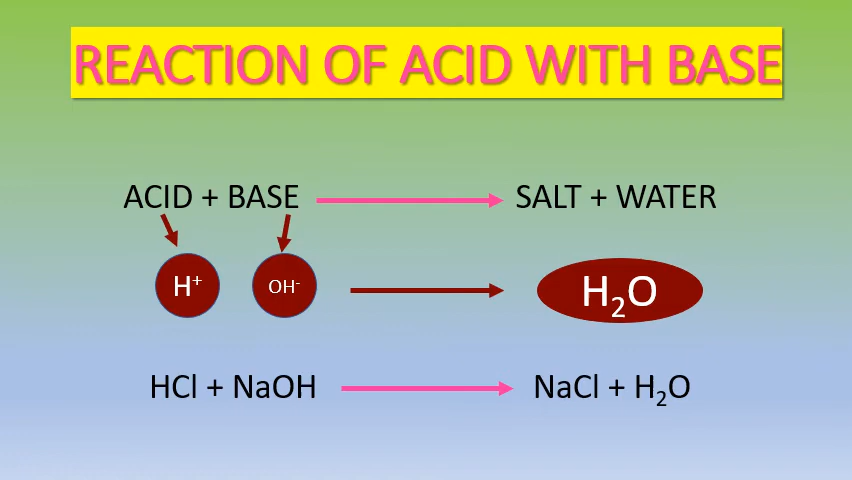 REACTION OF ACID WITH BASE
ACID + BASE SALT + WATER
H⁺ OH⁻ H₂O
HCl + NaOH NaCl + H₂O